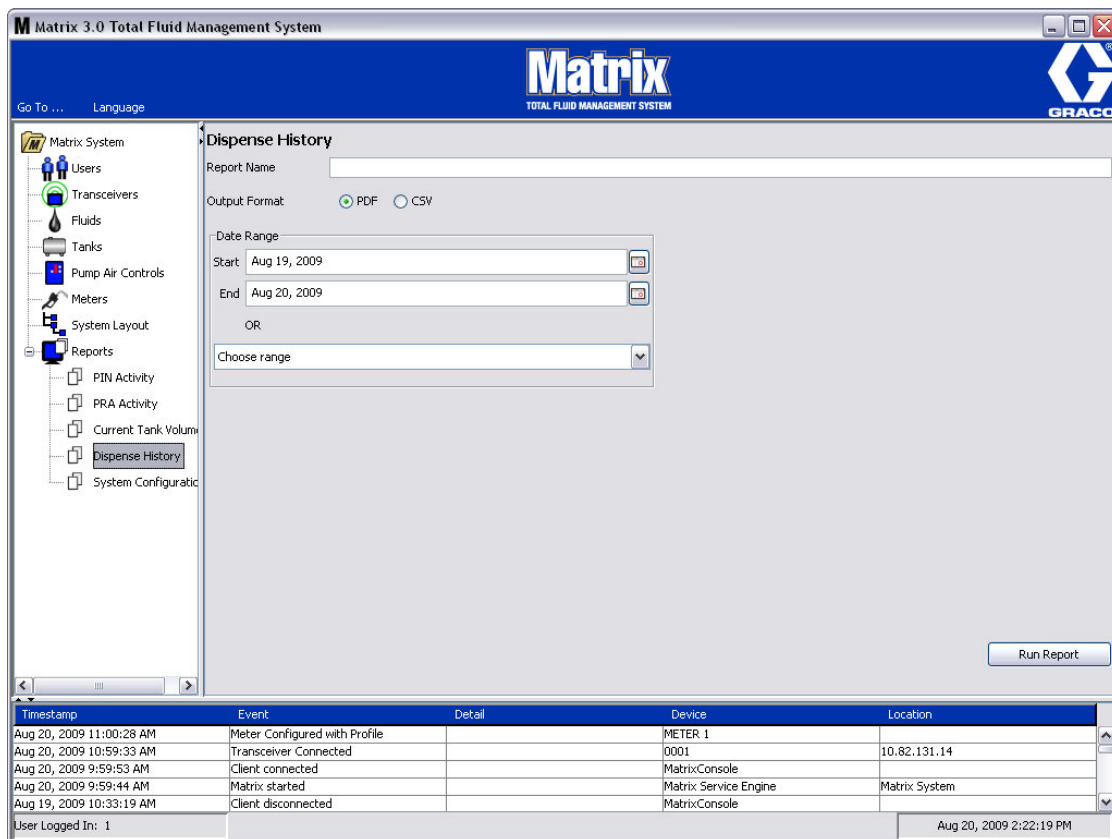 M Matrix 3.0 Total Fluid Management System
Matrix
TOTAL FLUID MANAGEMENT SYSTEM
Go To ... Language
G
®
GRACO
M Matrix System
Users
Transceivers
Fluids
Tanks
Pump Air Controls
Meters
System Layout
Reports
PIN Activity
PRA Activity
Current Tank Volum
Dispense History
System Configuratic
Dispense History
Report Name
Output Format PDF CSV
Date Range
Start Aug 19, 2009
End Aug 20, 2009
OR
Choose range
Run Report
Timestamp Event Detail Device Location
Aug 20, 2009 11:00:28 AM Meter Configured with Profile METER 1
Aug 20, 2009 10:59:33 AM Transceiver Connected 0001 10.82.131.14
Aug 20, 2009 9:59:53 AM Client connected MatrixConsole
Aug 20, 2009 9:59:44 AM Matrix started Matrix Service Engine Matrix System
Aug 19, 2009 10:33:19 AM Client disconnected MatrixConsole
User Logged In: 1 Aug 20, 2009 2:22:19 PM